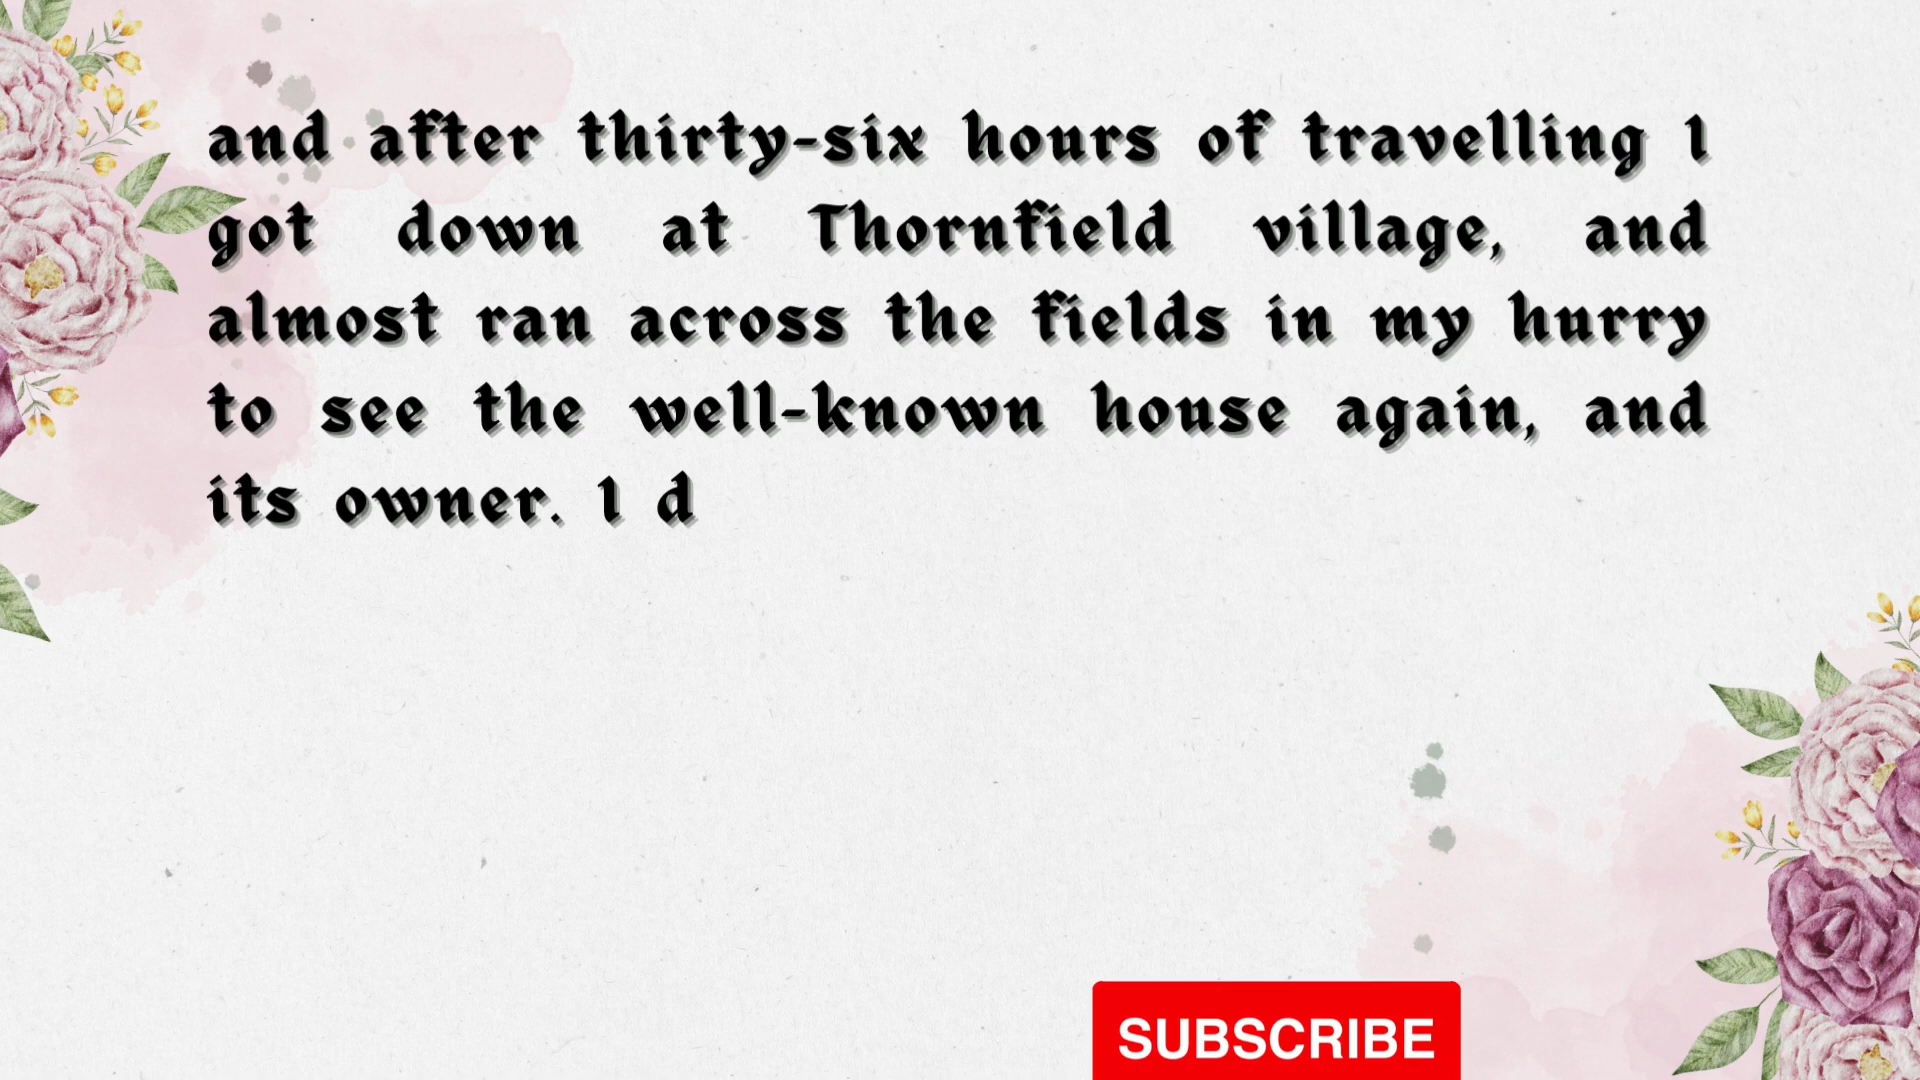 and after thirty-six hours of travelling I
got down at Thornfield village, and
almost ran across the fields in my hurry
to see the well-known house again, and
its owner. I d
SUBSCRIBE